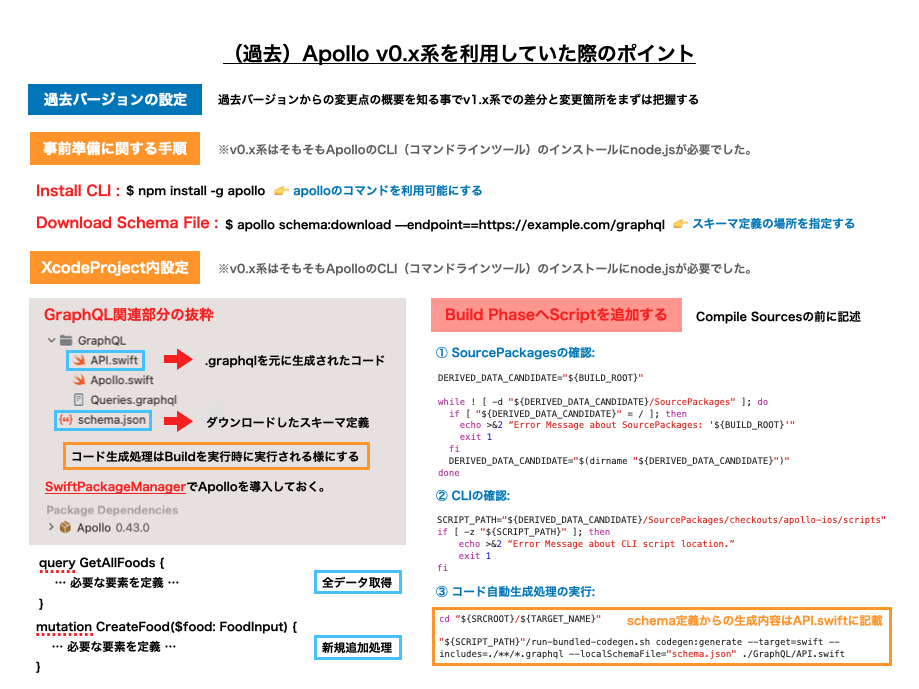 （過去）Apollo v0.x系を利用していた際のポイント
過去バージョンの設定
過去バージョンからの変更点の概要を知る事でv1.x系での差分と変更箇所をまずは把握する
事前準備に関する手順
※v0.x系はそもそもApolloのCLI（コマンドラインツール）のインストールにnode.jsが必要でした。
Install CLI : $ npm install -g apollo 👉 apolloのコマンドを利用可能にする
Download Schema File : $ apollo schema:download —endpoint==https://example.com/graphql 👉 スキーマ定義の場所を指定する
XcodeProject内設定
※v0.x系はそもそもApolloのCLI（コマンドラインツール）のインストールにnode.jsが必要でした。
GraphQL関連部分の抜粋
GraphQL
API.swift
.graphqlを元に生成されたコード
Apollo.swift
Queries.graphql
schema.json
ダウンロードしたスキーマ定義
コード生成処理はBuildを実行時に実行される様にする
SwiftPackageManagerでApolloを導入しておく。
Package Dependencies
Apollo 0.43.0
query GetAllFoods {
… 必要な要素を定義 …
}
全データ取得
mutation CreateFood($food: FoodInput) {
… 必要な要素を定義 …
}
新規追加処理
Build PhaseへScriptを追加する
Compile Sourcesの前に記述
① SourcePackagesの確認:
DERIVED_DATA_CANDIDATE="${BUILD_ROOT}"
while ! [ -d "${DERIVED_DATA_CANDIDATE}/SourcePackages" ]; do
if [ "${DERIVED_DATA_CANDIDATE}" = / ]; then
echo >&2 “Error Message about SourcePackages: '${BUILD_ROOT}'"
exit 1
fi
DERIVED_DATA_CANDIDATE="$(dirname "${DERIVED_DATA_CANDIDATE}")"
done
② CLIの確認:
SCRIPT_PATH="${DERIVED_DATA_CANDIDATE}/SourcePackages/checkouts/apollo-ios/scripts"
if [ -z "${SCRIPT_PATH}" ]; then
echo >&2 “Error Message about CLI script location.”
exit 1
fi
③ コード自動生成処理の実行:
cd “${SRCROOT}/${TARGET_NAME}"
schema定義からの生成内容はAPI.swiftに記載
"${SCRIPT_PATH}"/run-bundled-codegen.sh codegen:generate --target=swift --
includes=./**/*.graphql --localSchemaFile="schema.json" ./GraphQL/API.swift